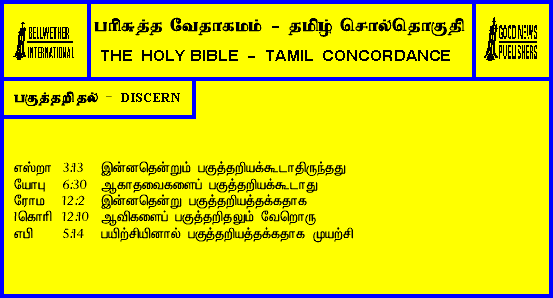 BELLWETHER
INTERNATIONAL
பரிசுத்த வேதாகமம் - தமிழ் சொல்தொகுதி
THE HOLY BIBLE - TAMIL CONCORDANCE
GOOD NEWS
PUBLISHERS
பகுத்தறிதல் - DISCERN
எஸ்றா 3:13 இன்னதென்றும் பகுத்தறியக்கூடாதிருந்தது
யோபு 6:30 ஆகாதவைகளைப் பகுத்தறியக்கூடாது
ரோம 12:2 இன்னதென்று பகுத்தறியத்தக்கதாக
1கொரி 12:10 ஆவிகளைப் பகுத்தறிதலும் வேறொரு
எபி 5:14 பயிற்சியினால் பகுத்தறியத்தக்கதாக முயற்சி